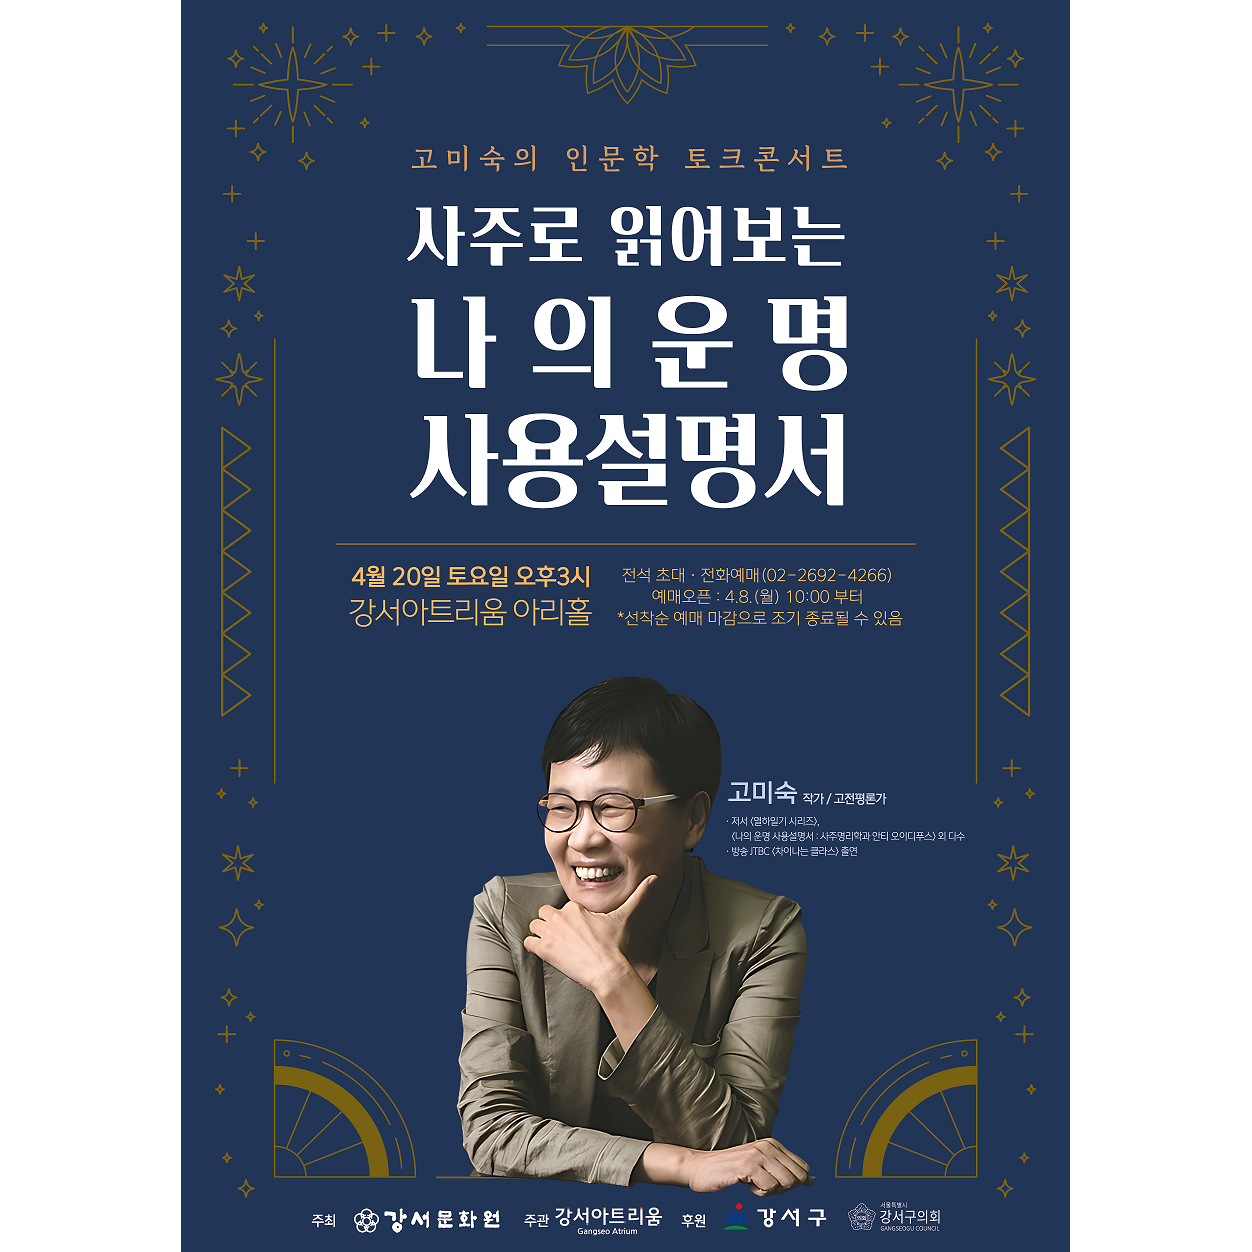 고미숙의 인문학 토크콘서트
사주로 읽어보는
나의운명
사용설명서
4월 20일 토요일 오후3시
강서아트리움 아리홀
전석 초대 · 전화예매(02-2692-4266)
예매오픈 : 4.8.(월) 10:00 부터
*선착순 예매 마감으로 조기 종료될 수 있음
고미숙 작가 / 고전평론가
· 저서 <열하일기 시리즈>,
<나의 운명 사용설명서 : 사주명리학과 안티 오이디푸스> 외 다수
· 방송 JTBC <차이나는 클라스> 출연
주최 강서문화원 주관 강서아트리움 Gangseo Atrium 후원 강서구 의회 서울특별시 강서구의회 GANGSEOGU COUNCIL